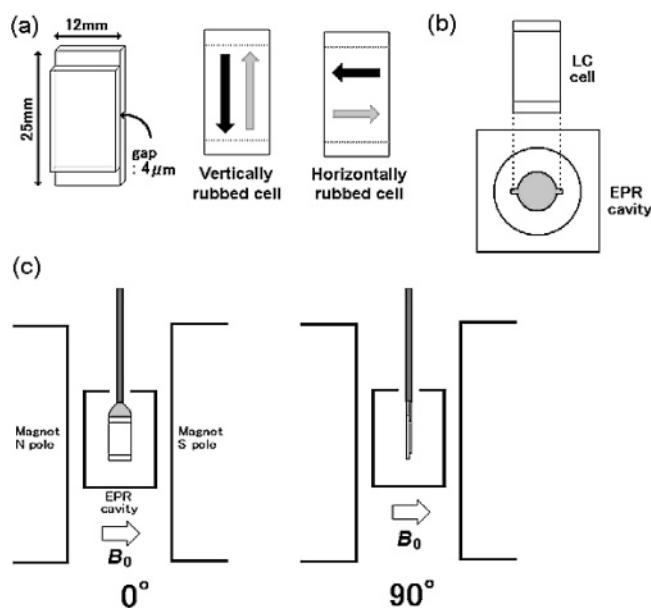 (a)
12mm
25mm
gap
: 4μm
Vertically
rubbed cell
Horizontally
rubbed cell
(b)
LC
cell
EPR
cavity
(c)
Magnot
N pole
Magnot
S pole
EPR
cavity
B0
0°
B0
90°